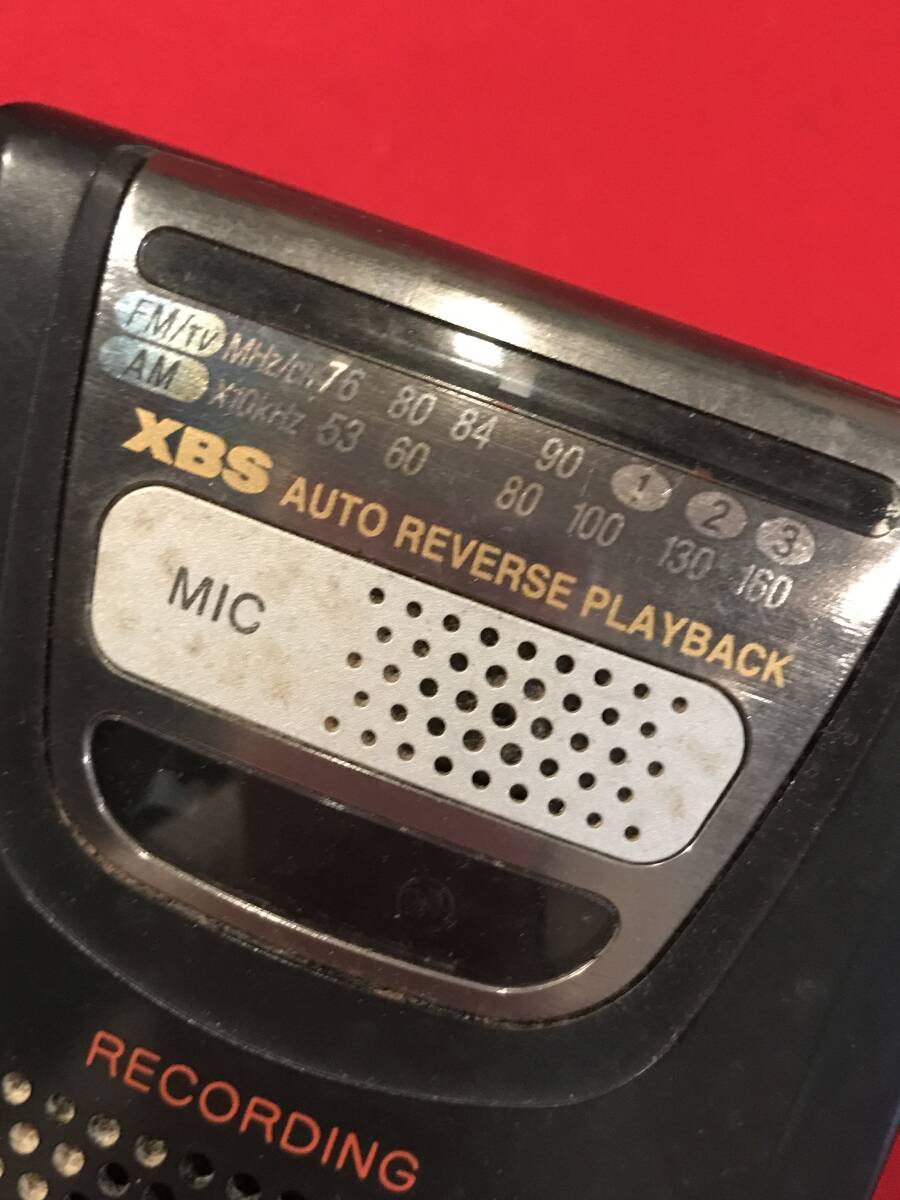 FM/TV MHz/ch. 76 80 84 90 1 2 3
AM X10kHz 53 60 80 100 130 160
XBS AUTO REVERSE PLAYBACK
MIC
RECORDING